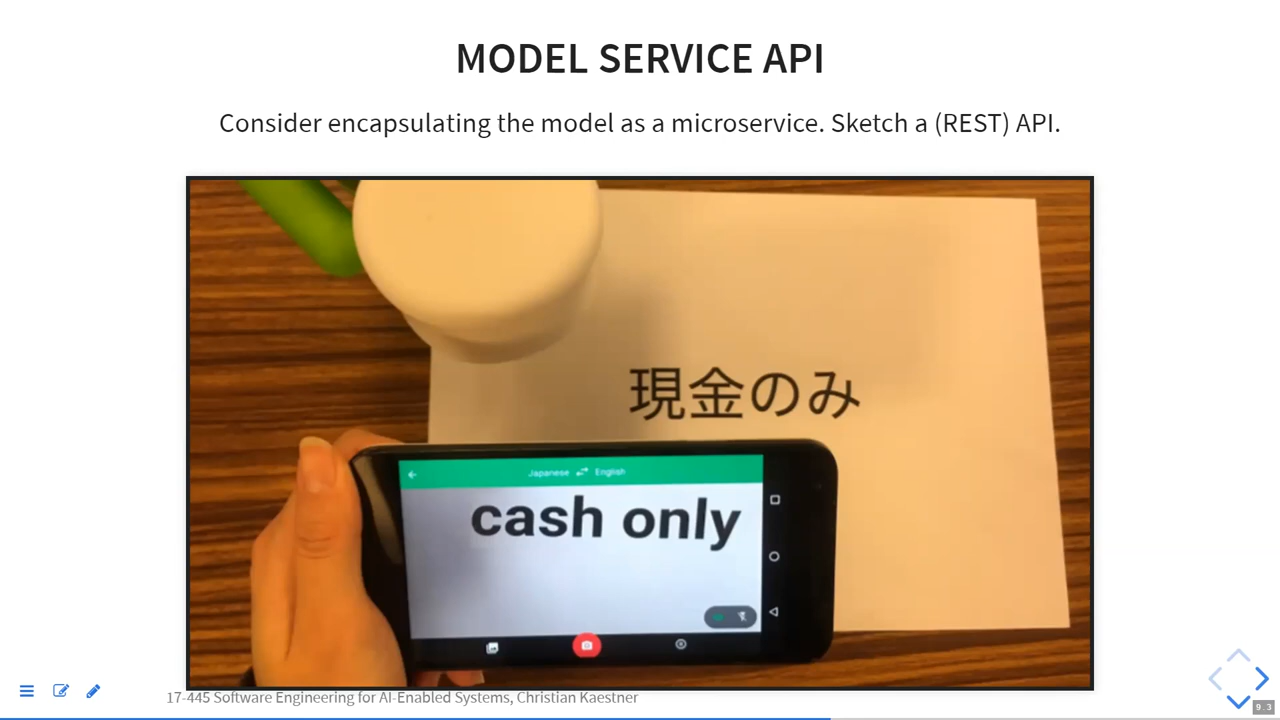 MODEL SERVICE API
Consider encapsulating the model as a microservice. Sketch a (REST) API.
現金のみ
Japanese English
cash only
17-445 Software Engineering for AI-Enabled Systems, Christian Kaestner
9.3